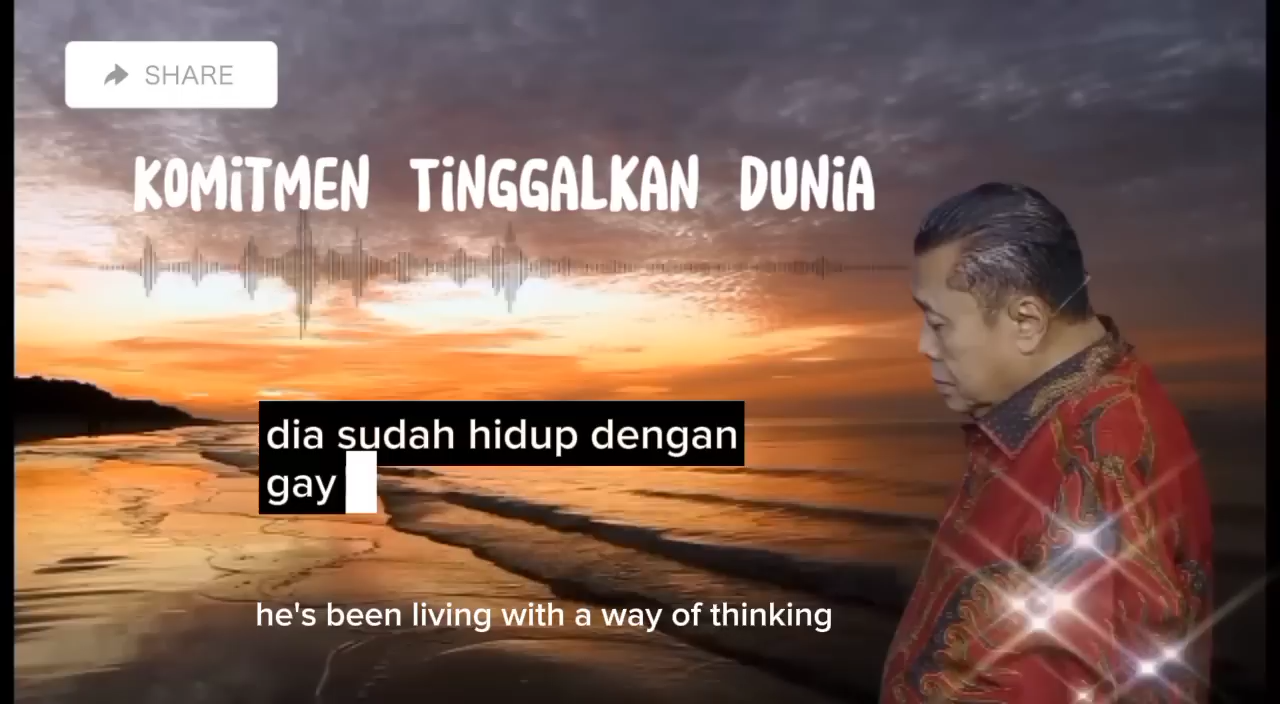 SHARE
KOMiTMEN TiNGGALKAN DUNiA
dia sudah hidup dengan
gay
he's been living with a way of thinking